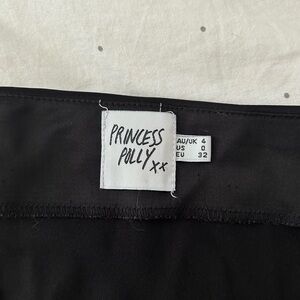 PRINCESS
POLLY
xx
AU/UK 4
US 0
EU 32